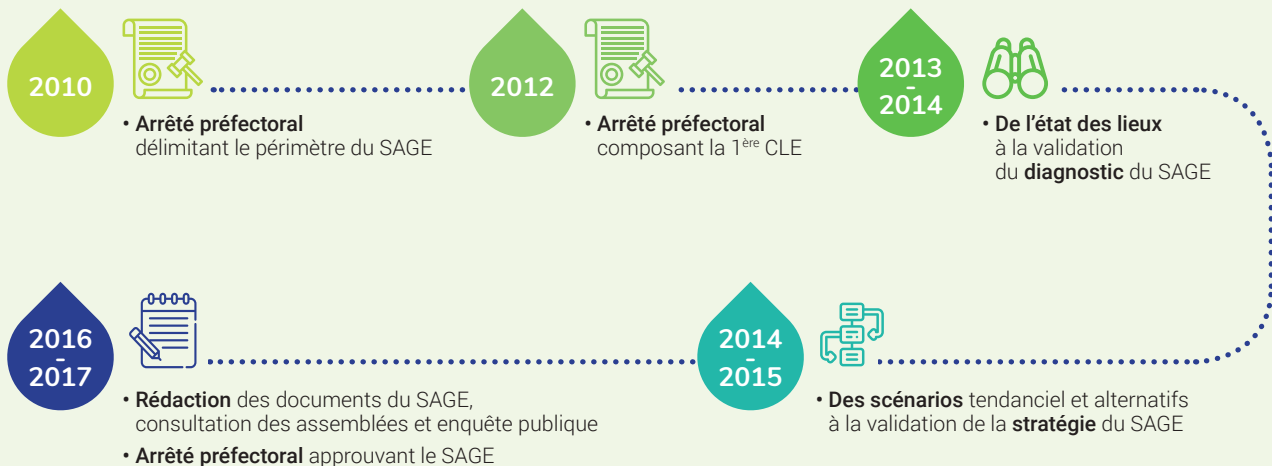 2010
• Arrêté préfectoral
délimitant le périmètre du SAGE
2012
• Arrêté préfectoral
composant la 1ère CLE
2013
-
2014
• De l'état des lieux
à la validation
du diagnostic du SAGE
2014
-
2015
• Des scénarios tendanciel et alternatifs
à la validation de la stratégie du SAGE
2016
-
2017
• Rédaction des documents du SAGE,
consultation des assemblées et enquête publique
• Arrêté préfectoral approuvant le SAGE